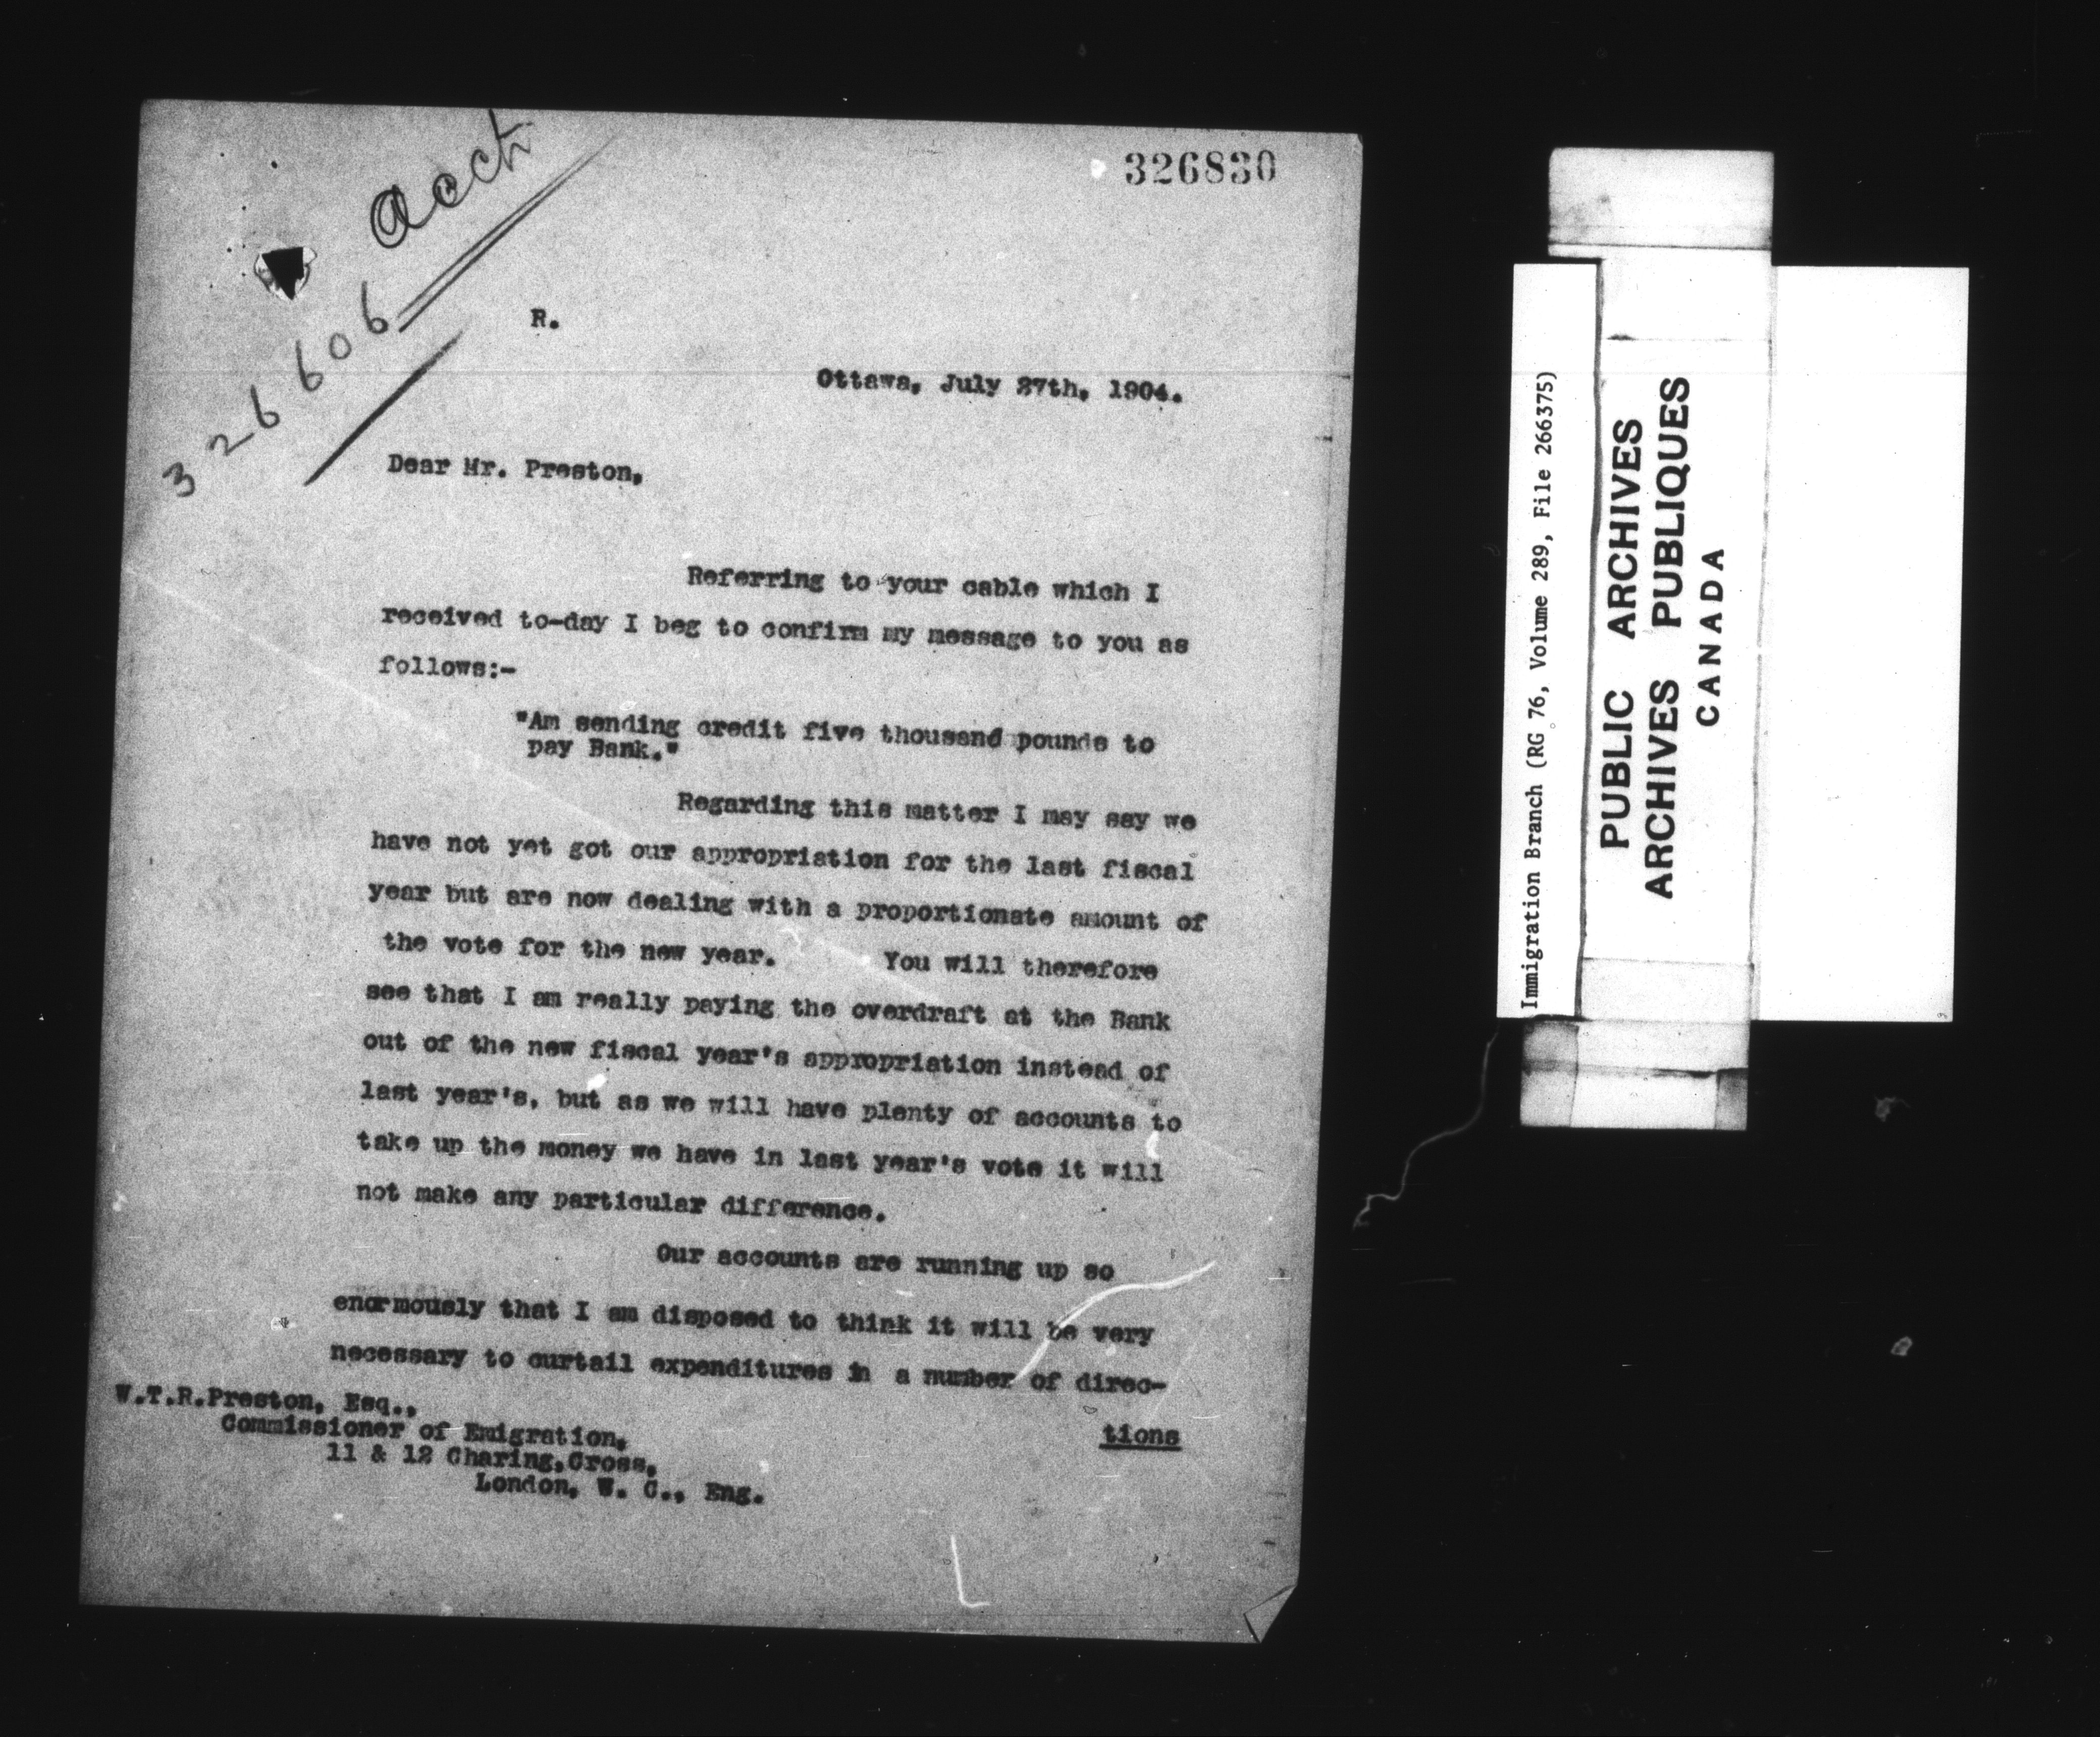 326830
acct
326606
R.
Ottawa, July 27th, 1904.
Dear Mr. Preston,
Referring to your cable which I
received to-day I beg to confirm my message to you as
follows:-
"Am sending credit five thousand pounds to
pay Bank."
Regarding this matter I may say we
have not yet got our appropriation for the last fiscal
year but are now dealing with a proportionate amount of
the vote for the new year. You will therefore
see that I am really paying the overdraft at the Bank
out of the new fiscal year's appropriation instead of
last year's, but as we will have plenty of accounts to
take up the money we have in last year's vote it will
not make any particular difference.
Our accounts are running up so
enormously that I am disposed to think it will be very
necessary to curtail expenditures in a number of direc-
tions
W.T.R.Preston, Esq.,
Commissioner of Emigration,
11 & 12 Charing,Cross,
London, W. C., Eng.
Immigration Branch (RG 76, Volume 289, File 266375)
PUBLIC ARCHIVES
ARCHIVES PUBLIQUES
CANADA